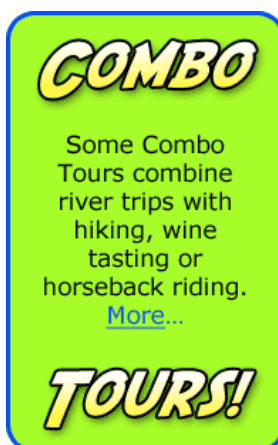 COMBO
Some Combo
Tours combine
river trips with
hiking, wine
tasting or
horseback riding.
More...
TOURS!